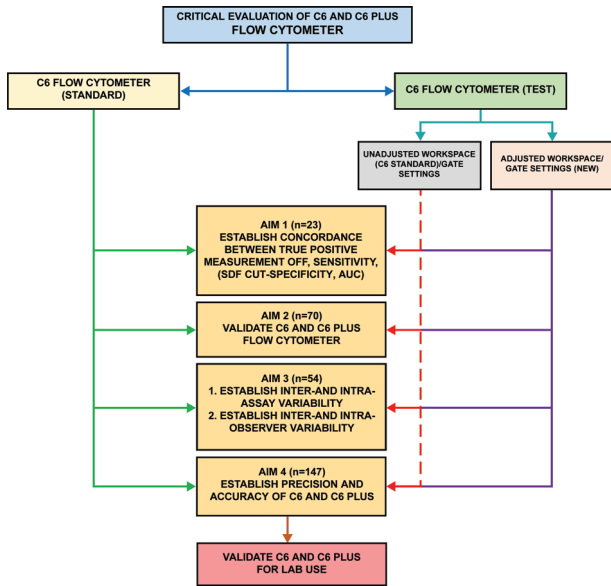 CRITICAL EVALUATION OF C6 AND C6 PLUS
FLOW CYTOMETER
C6 FLOW CYTOMETER
(STANDARD)
C6 FLOW CYTOMETER (TEST)
UNADJUSTED WORKSPACE
(C6 STANDARD)/GATE
SETTINGS
ADJUSTED WORKSPACE/
GATE SETTINGS (NEW)
AIM 1 (n=23)
ESTABLISH CONCORDANCE
BETWEEN TRUE POSITIVE
MEASUREMENT OFF, SENSITIVITY,
(SDF CUT-SPECIFICITY, AUC)
AIM 2 (n=70)
VALIDATE C6 AND C6 PLUS
FLOW CYTOMETER
AIM 3 (n=54)
1. ESTABLISH INTER-AND INTRA-
ASSAY VARIABILITY
2. ESTABLISH INTER-AND INTRA-
OBSERVER VARIABILITY
AIM 4 (n=147)
ESTABLISH PRECISION AND
ACCURACY OF C6 AND C6 PLUS
VALIDATE C6 AND C6 PLUS
FOR LAB USE